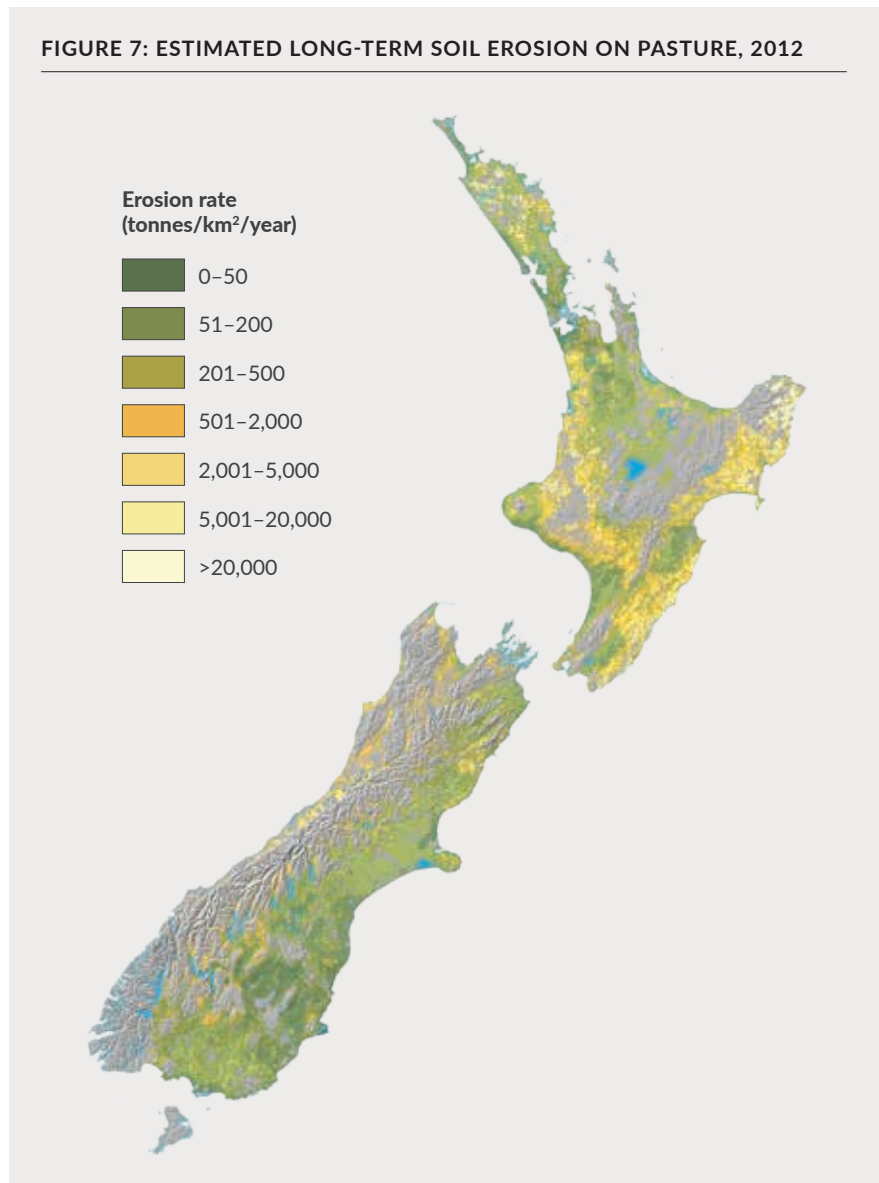 FIGURE 7: ESTIMATED LONG-TERM SOIL EROSION ON PASTURE, 2012
Erosion rate
(tonnes/km²/year)
0–50
51–200
201–500
501–2,000
2,001–5,000
5,001–20,000
>20,000